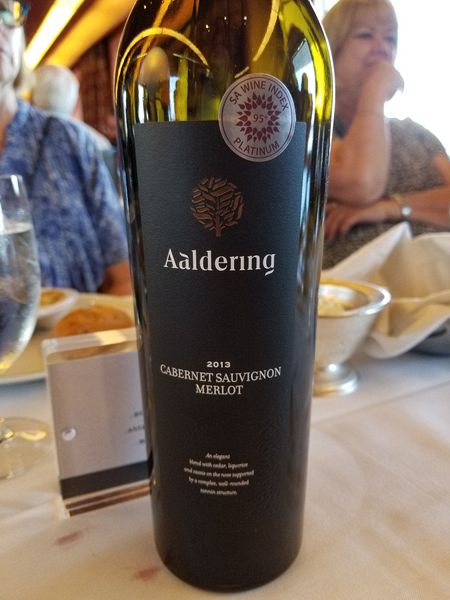 SA WINE INDEX
95+
PLATINUM
Aaldering
2013
CABERNET SAUVIGNON
MERLOT
An elegant
blend with cedar, liquorice
and cassis on the nose supported
by a complex, well-rounded
tannin structure.